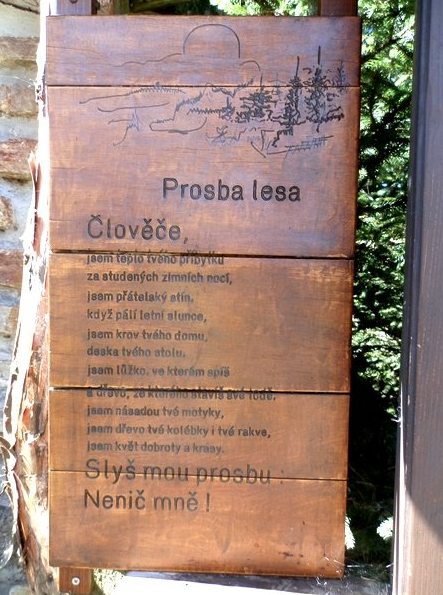 Prosba lesa
Člověče,
jsem teplo tvého příbytku
za studených zimních nocí,
jsem přátelský stín,
když pálí letní slunce,
jsem krov tvého domu,
deska tvého stolu,
jsem lůžko, ve kterém spíš
a dřevo, ze kterého stavíš své lodě,
jsem násadou tvé motyky,
jsem dřevo tvé kolébky i tvé rakve,
jsem květ dobroty a krásy.
Slyš mou prosbu :
Nenič mně !